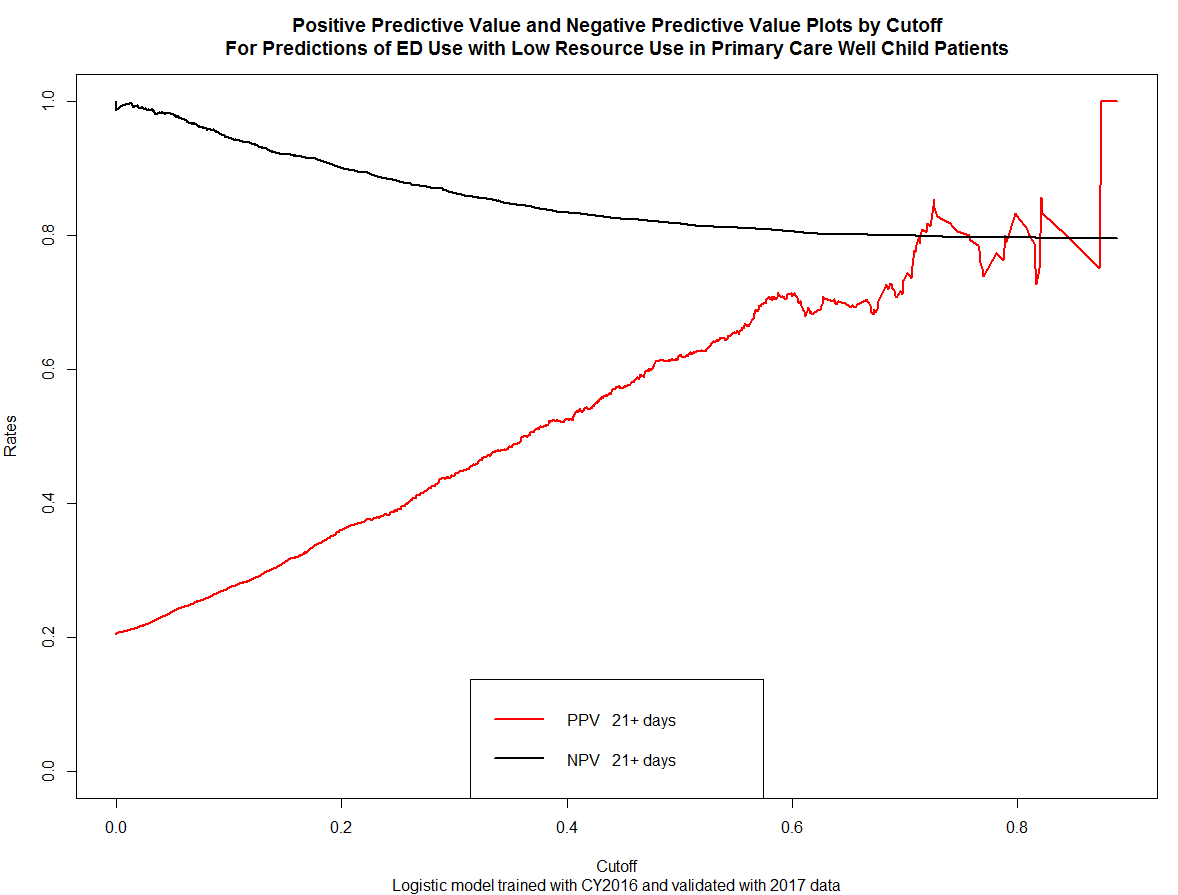 Positive Predictive Value and Negative Predictive Value Plots by Cutoff
For Predictions of ED Use with Low Resource Use in Primary Care Well Child Patients
1.0
0.8
0.6
0.4
0.2
0.0
Rates
PPV 21+ days
NPV 21+ days
0.0 0.2 0.4 0.6 0.8
Cutoff
Logistic model trained with CY2016 and validated with 2017 data